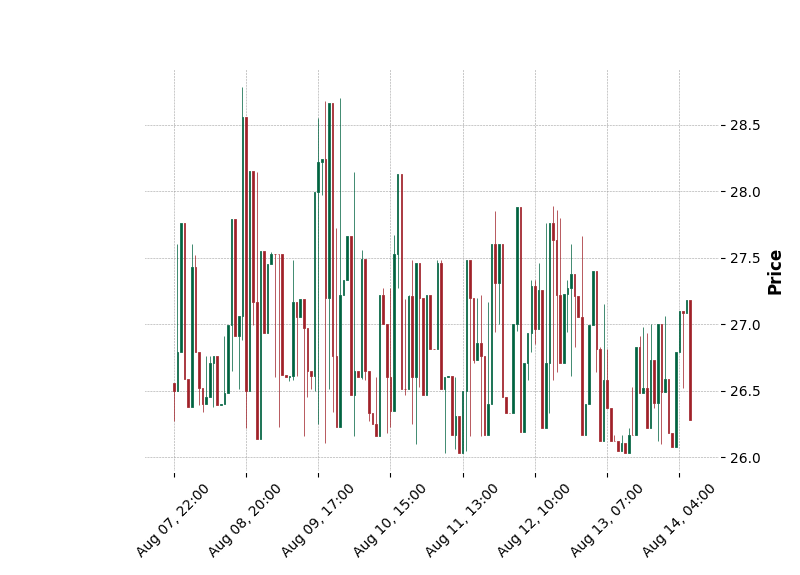 28.5
28.0
27.5
27.0
26.5
26.0
Price
Aug 07, 22:00
Aug 08, 20:00
Aug 09, 17:00
Aug 10, 15:00
Aug 11, 13:00
Aug 12, 10:00
Aug 13, 07:00
Aug 14, 04:00